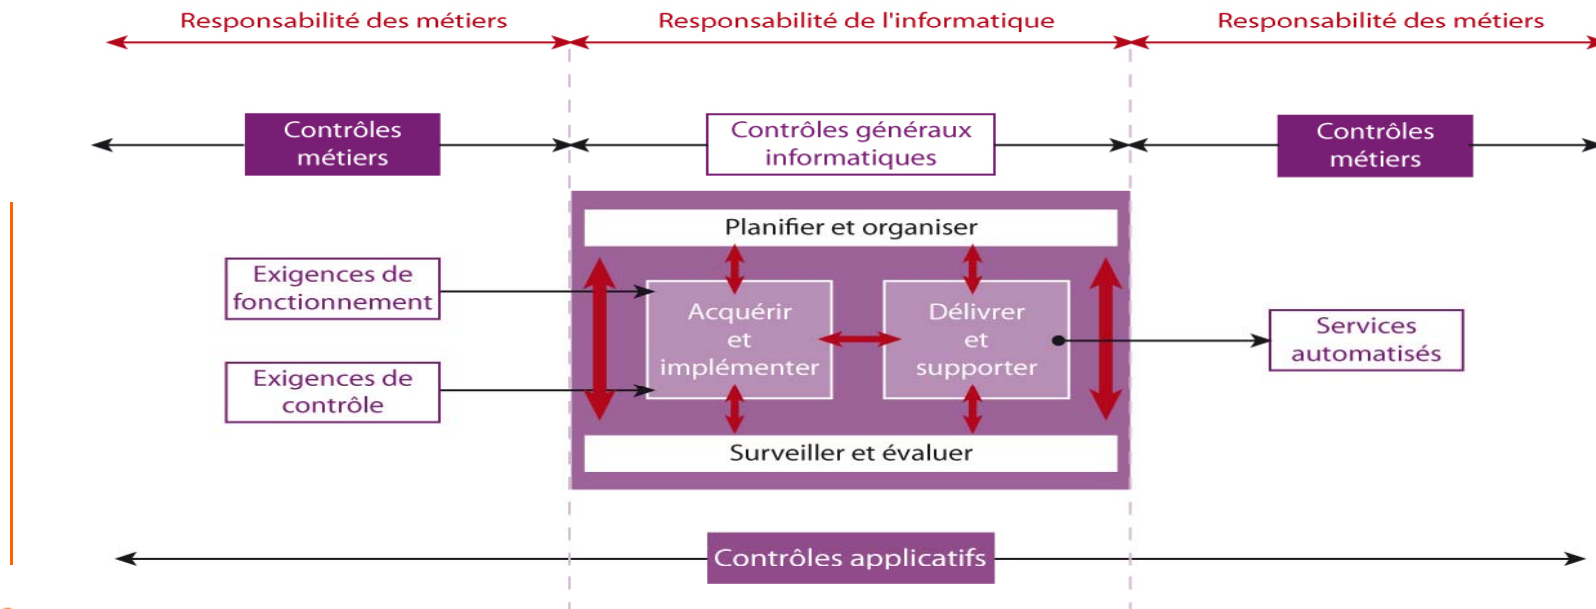 Responsabilité des métiers
Responsabilité de l'informatique
Responsabilité des métiers
Contrôles
métiers
Contrôles généraux
informatiques
Contrôles
métiers
Planifier et organiser
Exigences de
fonctionnement
Acquérir
et
implémenter
Délivrer
et
supporter
Services
automatisés
Exigences de
contrôle
Surveiller et évaluer
Contrôles applicatifs